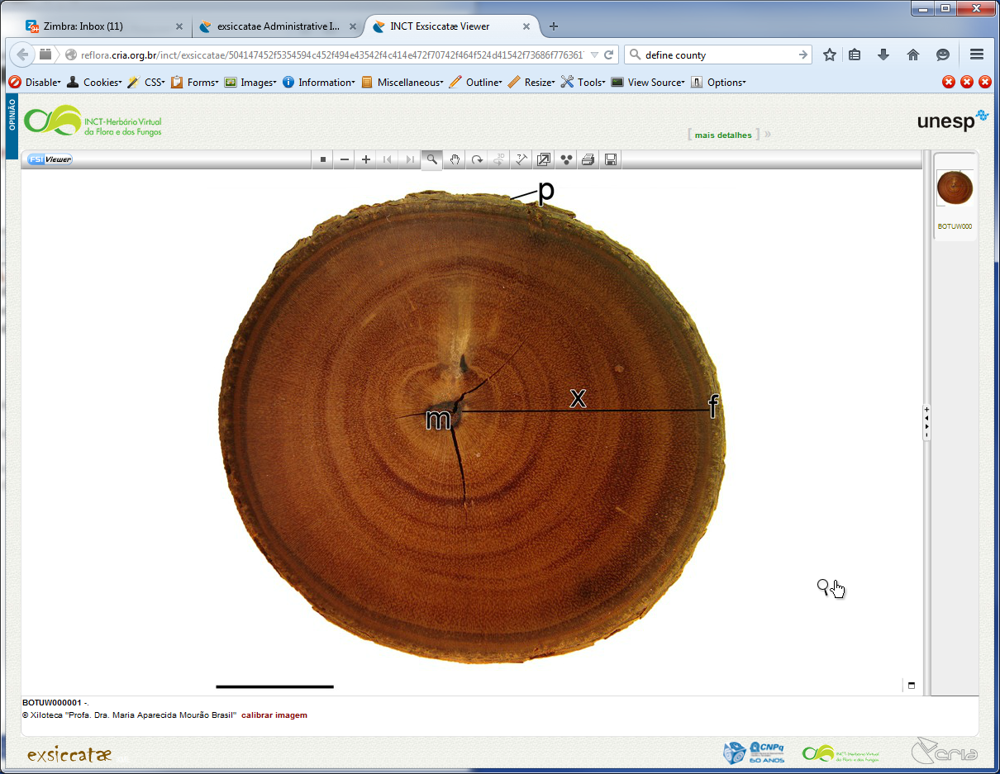 Zimbra: Inbox (11)
exsiccatae Administrative I...
INCT Exsiccatæ Viewer
reflora.cria.org.br/inct/exsiccatae/504147452f5354594c452f494e43542f4c414e472f70742f464f524d41542f73686f7763617
define county
Disable
Cookies
CSS
Forms
Images
Information
Miscellaneous
Outline
Resize
Tools
View Source
Options
OPINIÃO
INCT-Herbário Virtual
da Flora e dos Fungos
[ mais detalhes ] »
unesp
FSI Viewer
3D
p
x
f
m
BOTUW000
BOTUW000001 -.
© Xiloteca "Profa. Dra. Maria Aparecida Mourão Brasil" calibrar imagem
exsiccatæ
CNPq
60 ANOS
INCT-Herbário Virtual
da Flora e dos Fungos
cria